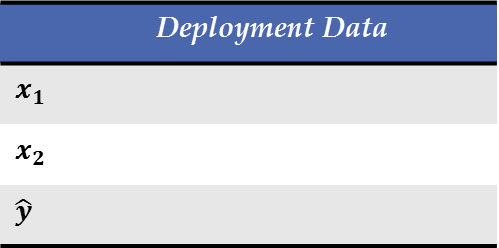 Deployment Data
x₁
x₂
ŷ